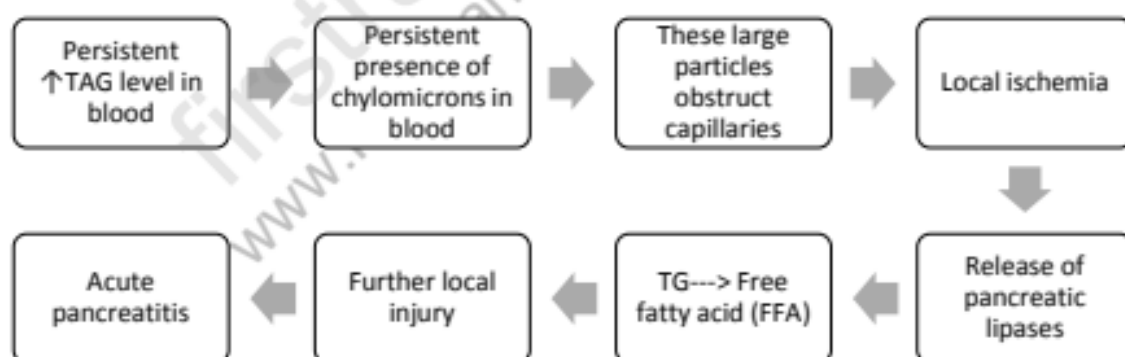 Persistent
↑TAG level in
blood
Persistent
presence of
chylomicrons in
blood
These large
particles
obstruct
capillaries
Local ischemia
Release of
pancreatic
lipases
TG---> Free
fatty acid (FFA)
Further local
injury
Acute
pancreatitis
www.